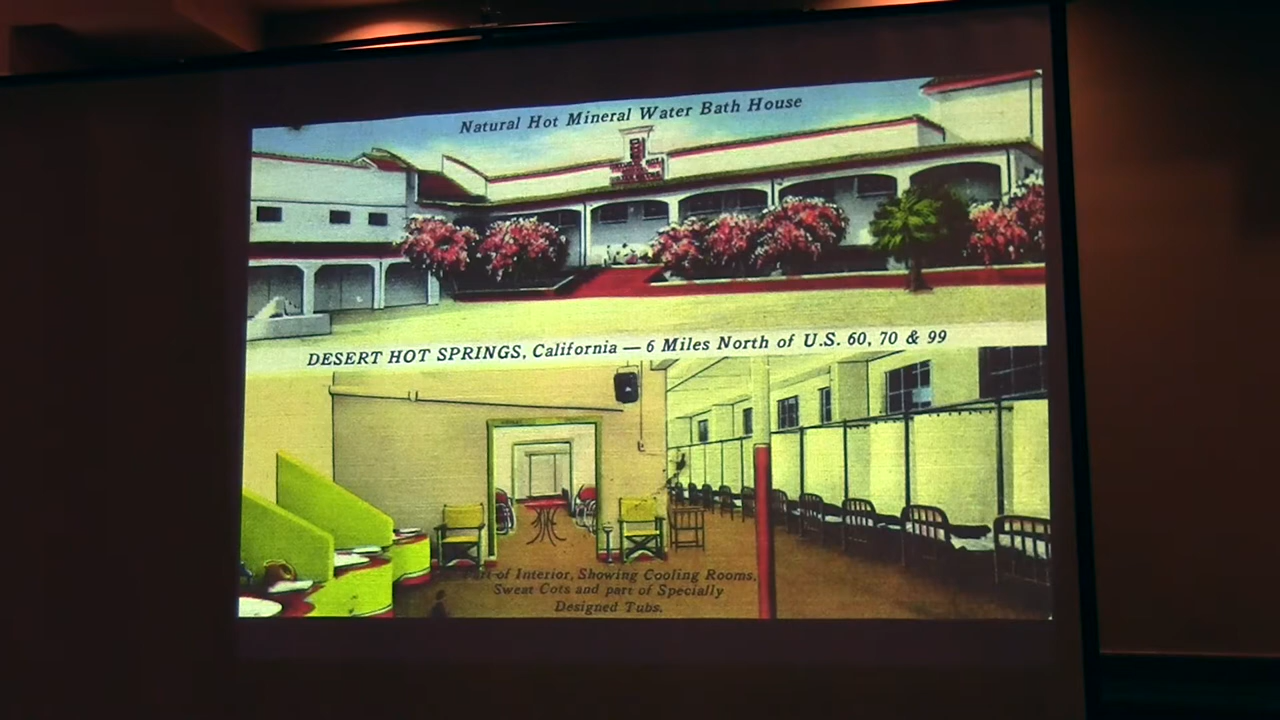 Natural Hot Mineral Water Bath House
DESERT HOT SPRINGS, California — 6 Miles North of U.S. 60, 70 & 99
Part of Interior, Showing Cooling Rooms,
Sweat Cots and part of Specially
Designed Tubs.